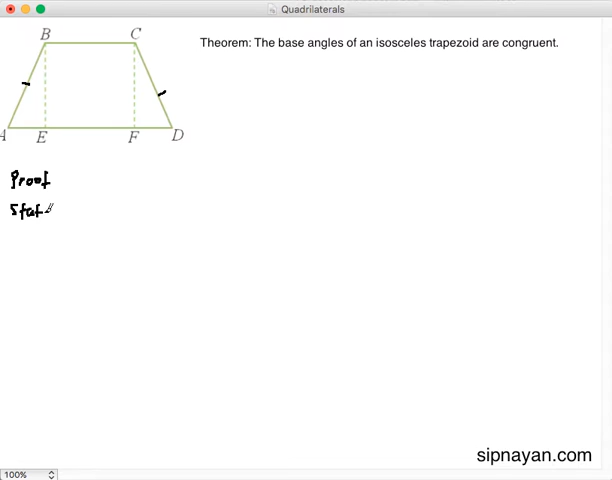 Quadrilaterals
B C
Theorem: The base angles of an isosceles trapezoid are congruent.
A E F D
Proof
sipnayan.com
100%